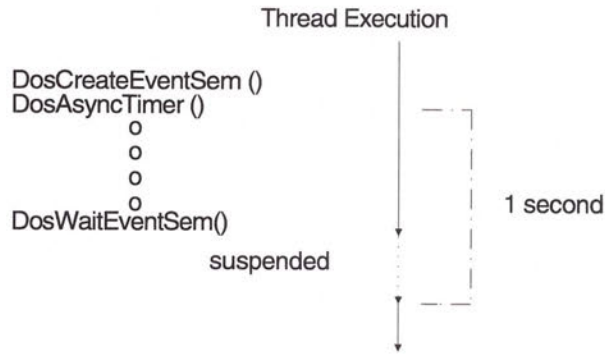 Thread Execution
DosCreateEventSem ()
DosAsyncTimer ()
o
o
o
o
DosWaitEventSem()
1 second
suspended